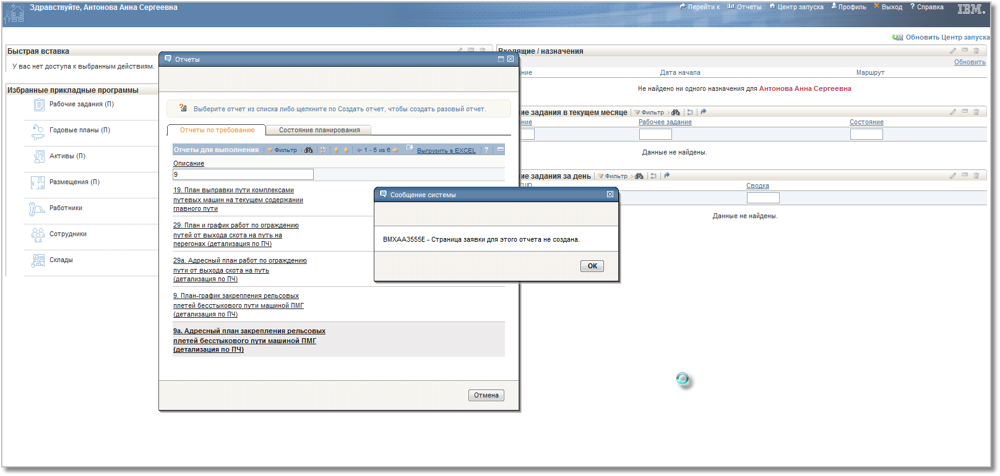 Здравствуйте, Антонова Анна Сергеевна
Перейти к
Отчеты
Центр запуска
Профиль
Выход
? Справка
IBM.
Обновить Центр запуска
Быстрая вставка
У вас нет доступа к выбранным действиям.
Избранные прикладные программы
Рабочие задания (П)
Годовые планы (П)
Активы (П)
Размещения (П)
Работники
Сотрудники
Склады
Отчеты
Выберите отчет из списка либо щелкните по Создать отчет, чтобы создать разовый отчет.
Отчеты по требованию
Состояние планирования
Отчеты для выполнения
Фильтр
1 - 5 из 6
Выгрузить в EXCEL
?
Описание
9
19. План выправки пути комплексами
путевых машин на текущем содержании
главного пути
29. План и график работ по ограждению
путей от выхода скота на путь на
перегонах (детализация по ПЧ)
29а. Адресный план работ по ограждению
пути от выхода скота на путь
(детализация по ПЧ)
9. План-график закрепления рельсовых
плетей бесстыкового пути машиной ПМГ
(детализация по ПЧ)
9а. Адресный план закрепления рельсовых
плетей бесстыкового пути машиной ПМГ
(детализация по ПЧ)
Отмена
Входящие / назначения
Обновить
ние
Дата начала
Маршрут
Не найдено ни одного назначения для Антонова Анна Сергеевна
ие задания в текущем месяце
Фильтр
ние
Рабочее задание
Состояние
Данные не найдены.
ие задания за день
Фильтр
Сводка
Данные не найдены.
Сообщение системы
BMXAA3555E - Страница заявки для этого отчета не создана.
OK